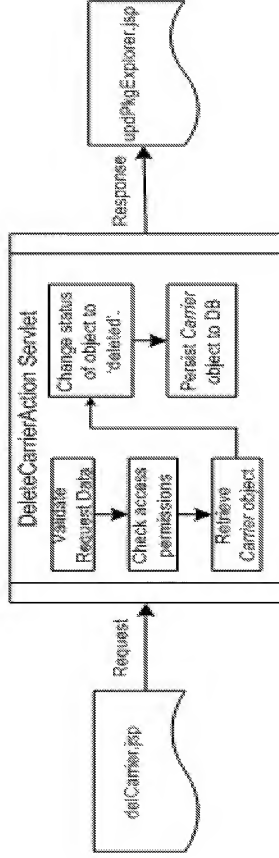 delCarrier.jsp
Request
DeleteCarrierAction Servlet
Validate
Request Data
Check access
permissions
Retrieve
Carrier object
Change status
of object to
'deleted'.
Persist Carrier
object to DB
Response
updPkgExplorer.jsp